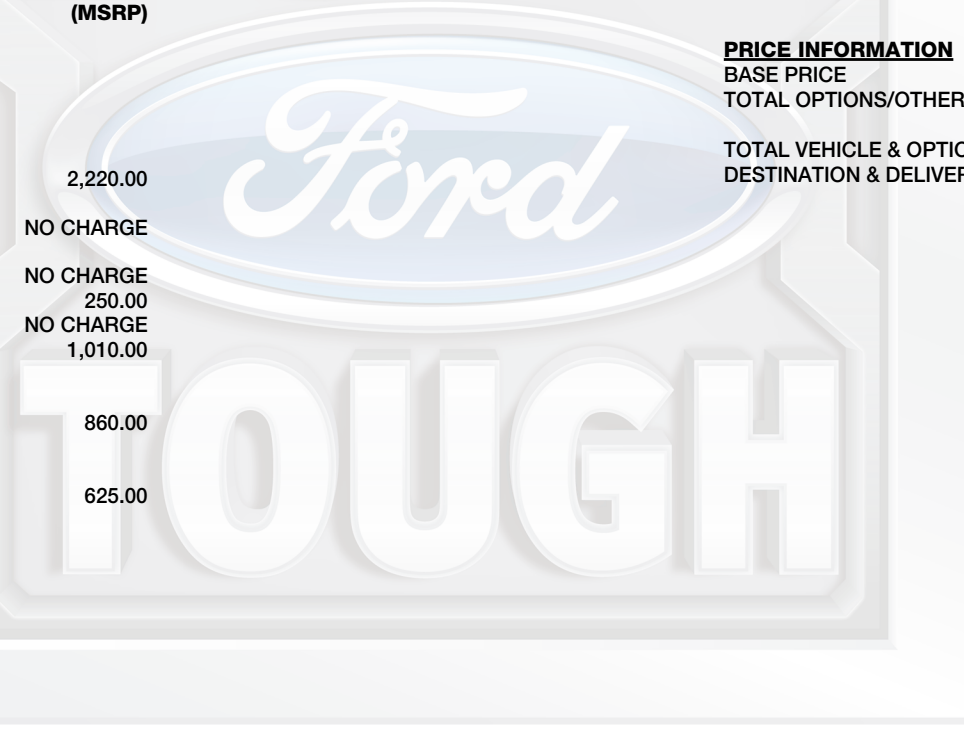 (MSRP)
2,220.00
NO CHARGE
NO CHARGE
250.00
NO CHARGE
1,010.00
860.00
625.00
PRICE INFORMATION
BASE PRICE
TOTAL OPTIONS/OTHER
TOTAL VEHICLE & OPTIO
DESTINATION & DELIVER
Ford
TOUGH